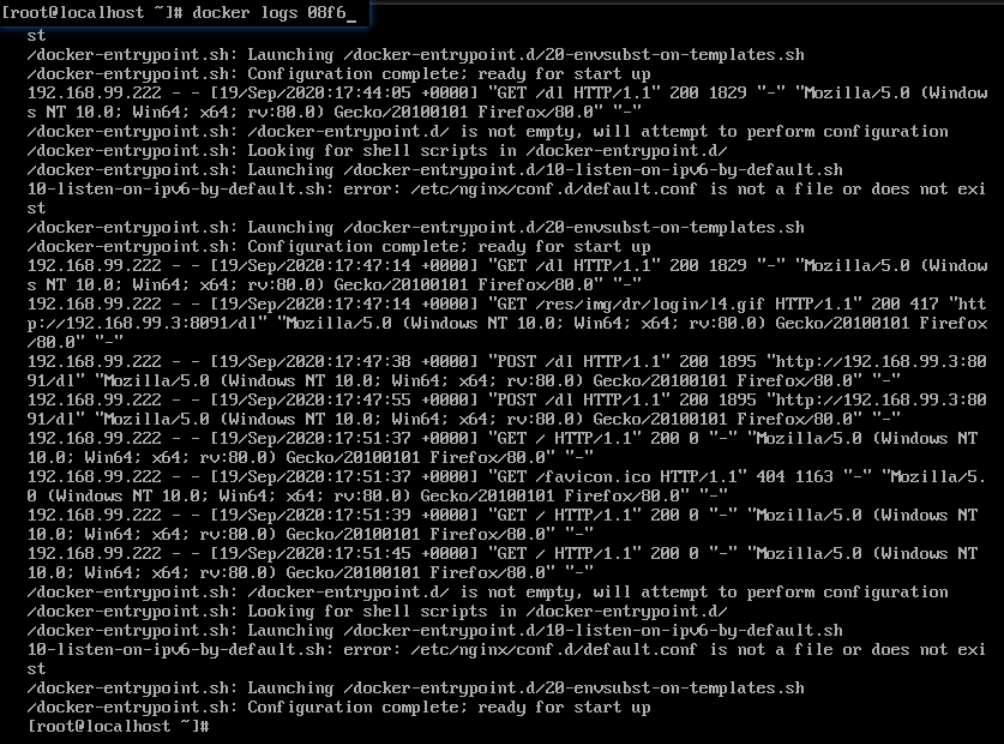 [root@localhost ~]# docker logs 08f6_
st
/docker-entrypoint.sh: Launching /docker-entrypoint.d/20-envsubst-on-templates.sh
/docker-entrypoint.sh: Configuration complete; ready for start up
192.168.99.222 - - [19/Sep/2020:17:44:05 +0000] "GET /dl HTTP/1.1" 200 1829 "-" "Mozilla/5.0 (Window
s NT 10.0; Win64; x64; rv:80.0) Gecko/20100101 Firefox/80.0" "-"
/docker-entrypoint.sh: /docker-entrypoint.d/ is not empty, will attempt to perform configuration
/docker-entrypoint.sh: Looking for shell scripts in /docker-entrypoint.d/
/docker-entrypoint.sh: Launching /docker-entrypoint.d/10-listen-on-ipv6-by-default.sh
10-listen-on-ipv6-by-default.sh: error: /etc/nginx/conf.d/default.conf is not a file or does not exi
st
/docker-entrypoint.sh: Launching /docker-entrypoint.d/20-envsubst-on-templates.sh
/docker-entrypoint.sh: Configuration complete; ready for start up
192.168.99.222 - - [19/Sep/2020:17:47:14 +0000] "GET /dl HTTP/1.1" 200 1829 "-" "Mozilla/5.0 (Window
s NT 10.0; Win64; x64; rv:80.0) Gecko/20100101 Firefox/80.0" "-"
192.168.99.222 - - [19/Sep/2020:17:47:14 +0000] "GET /res/img/dr/login/l4.gif HTTP/1.1" 200 417 "htt
p://192.168.99.3:8091/dl" "Mozilla/5.0 (Windows NT 10.0; Win64; x64; rv:80.0) Gecko/20100101 Firefox
/80.0" "-"
192.168.99.222 - - [19/Sep/2020:17:47:38 +0000] "POST /dl HTTP/1.1" 200 1895 "http://192.168.99.3:80
91/dl" "Mozilla/5.0 (Windows NT 10.0; Win64; x64; rv:80.0) Gecko/20100101 Firefox/80.0" "-"
192.168.99.222 - - [19/Sep/2020:17:47:55 +0000] "POST /dl HTTP/1.1" 200 1895 "http://192.168.99.3:80
91/dl" "Mozilla/5.0 (Windows NT 10.0; Win64; x64; rv:80.0) Gecko/20100101 Firefox/80.0" "-"
192.168.99.222 - - [19/Sep/2020:17:51:37 +0000] "GET / HTTP/1.1" 200 0 "-" "Mozilla/5.0 (Windows NT
10.0; Win64; x64; rv:80.0) Gecko/20100101 Firefox/80.0" "-"
192.168.99.222 - - [19/Sep/2020:17:51:37 +0000] "GET /favicon.ico HTTP/1.1" 404 1163 "-" "Mozilla/5.
0 (Windows NT 10.0; Win64; x64; rv:80.0) Gecko/20100101 Firefox/80.0" "-"
192.168.99.222 - - [19/Sep/2020:17:51:39 +0000] "GET / HTTP/1.1" 200 0 "-" "Mozilla/5.0 (Windows NT
10.0; Win64; x64; rv:80.0) Gecko/20100101 Firefox/80.0" "-"
192.168.99.222 - - [19/Sep/2020:17:51:45 +0000] "GET / HTTP/1.1" 200 0 "-" "Mozilla/5.0 (Windows NT
10.0; Win64; x64; rv:80.0) Gecko/20100101 Firefox/80.0" "-"
/docker-entrypoint.sh: /docker-entrypoint.d/ is not empty, will attempt to perform configuration
/docker-entrypoint.sh: Looking for shell scripts in /docker-entrypoint.d/
/docker-entrypoint.sh: Launching /docker-entrypoint.d/10-listen-on-ipv6-by-default.sh
10-listen-on-ipv6-by-default.sh: error: /etc/nginx/conf.d/default.conf is not a file or does not exi
st
/docker-entrypoint.sh: Launching /docker-entrypoint.d/20-envsubst-on-templates.sh
/docker-entrypoint.sh: Configuration complete; ready for start up
[root@localhost ~]#